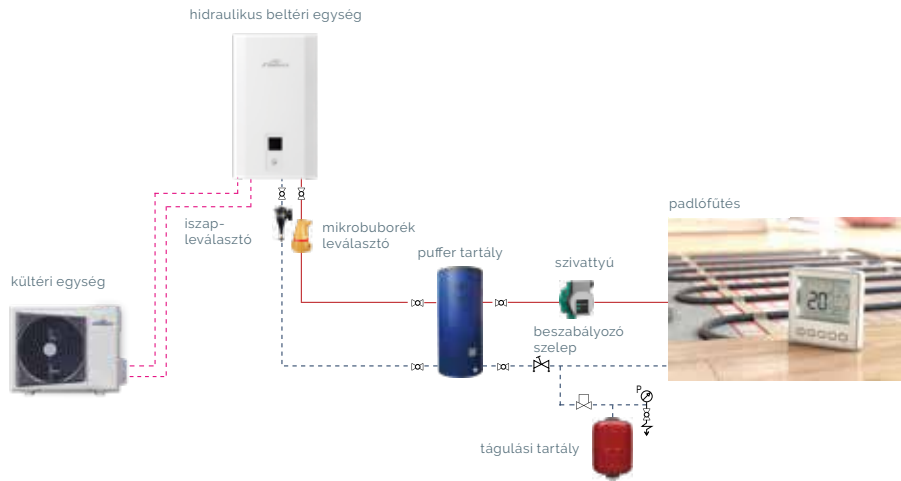 hidraulikus beltéri egység
iszap-
leválasztó
mikrobuborék
leválasztó
padlófűtés
puffer tartály
szivattyú
kültéri egység
20
beszabályozó
szelep
P
tágulási tartály